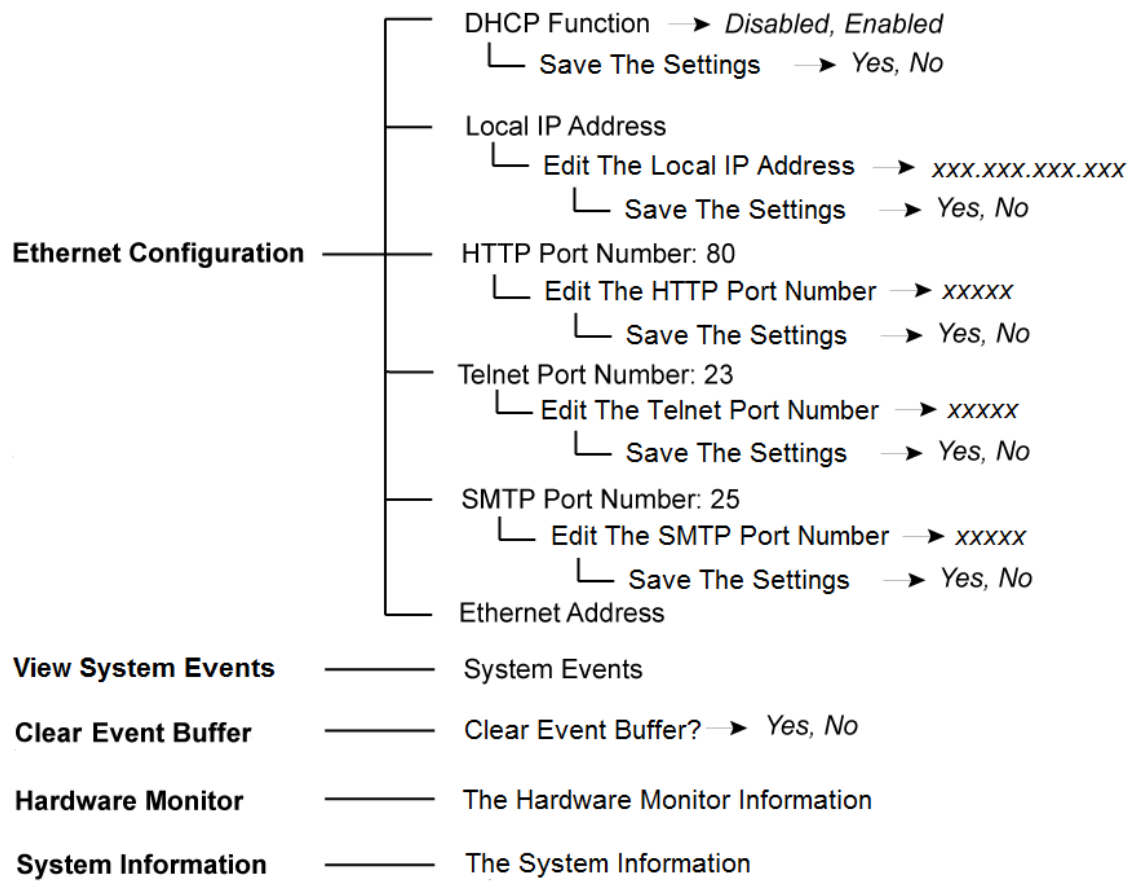 DHCP Function Disabled, Enabled
Save The Settings Yes, No
Local IP Address
Edit The Local IP Address xxx.xxx.xxx.xxx
Save The Settings Yes, No
Ethernet Configuration HTTP Port Number: 80
Edit The HTTP Port Number xxxxx
Save The Settings Yes, No
Telnet Port Number: 23
Edit The Telnet Port Number xxxxx
Save The Settings Yes, No
SMTP Port Number: 25
Edit The SMTP Port Number xxxxx
Save The Settings Yes, No
Ethernet Address
View System Events System Events
Clear Event Buffer Clear Event Buffer? Yes, No
Hardware Monitor The Hardware Monitor Information
System Information The System Information